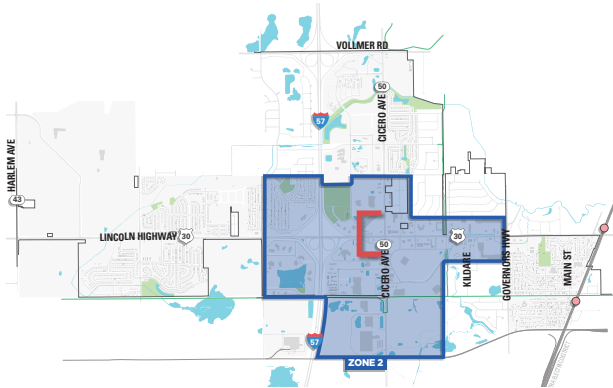 VOLLMER RD
50
CICERO AVE
57
HARLEM AVE
43
LINCOLN HIGHWAY
30
50
CICERO AVE
30
KILDARE
GOVERNORS HWY
MAIN ST
57
ZONE 2